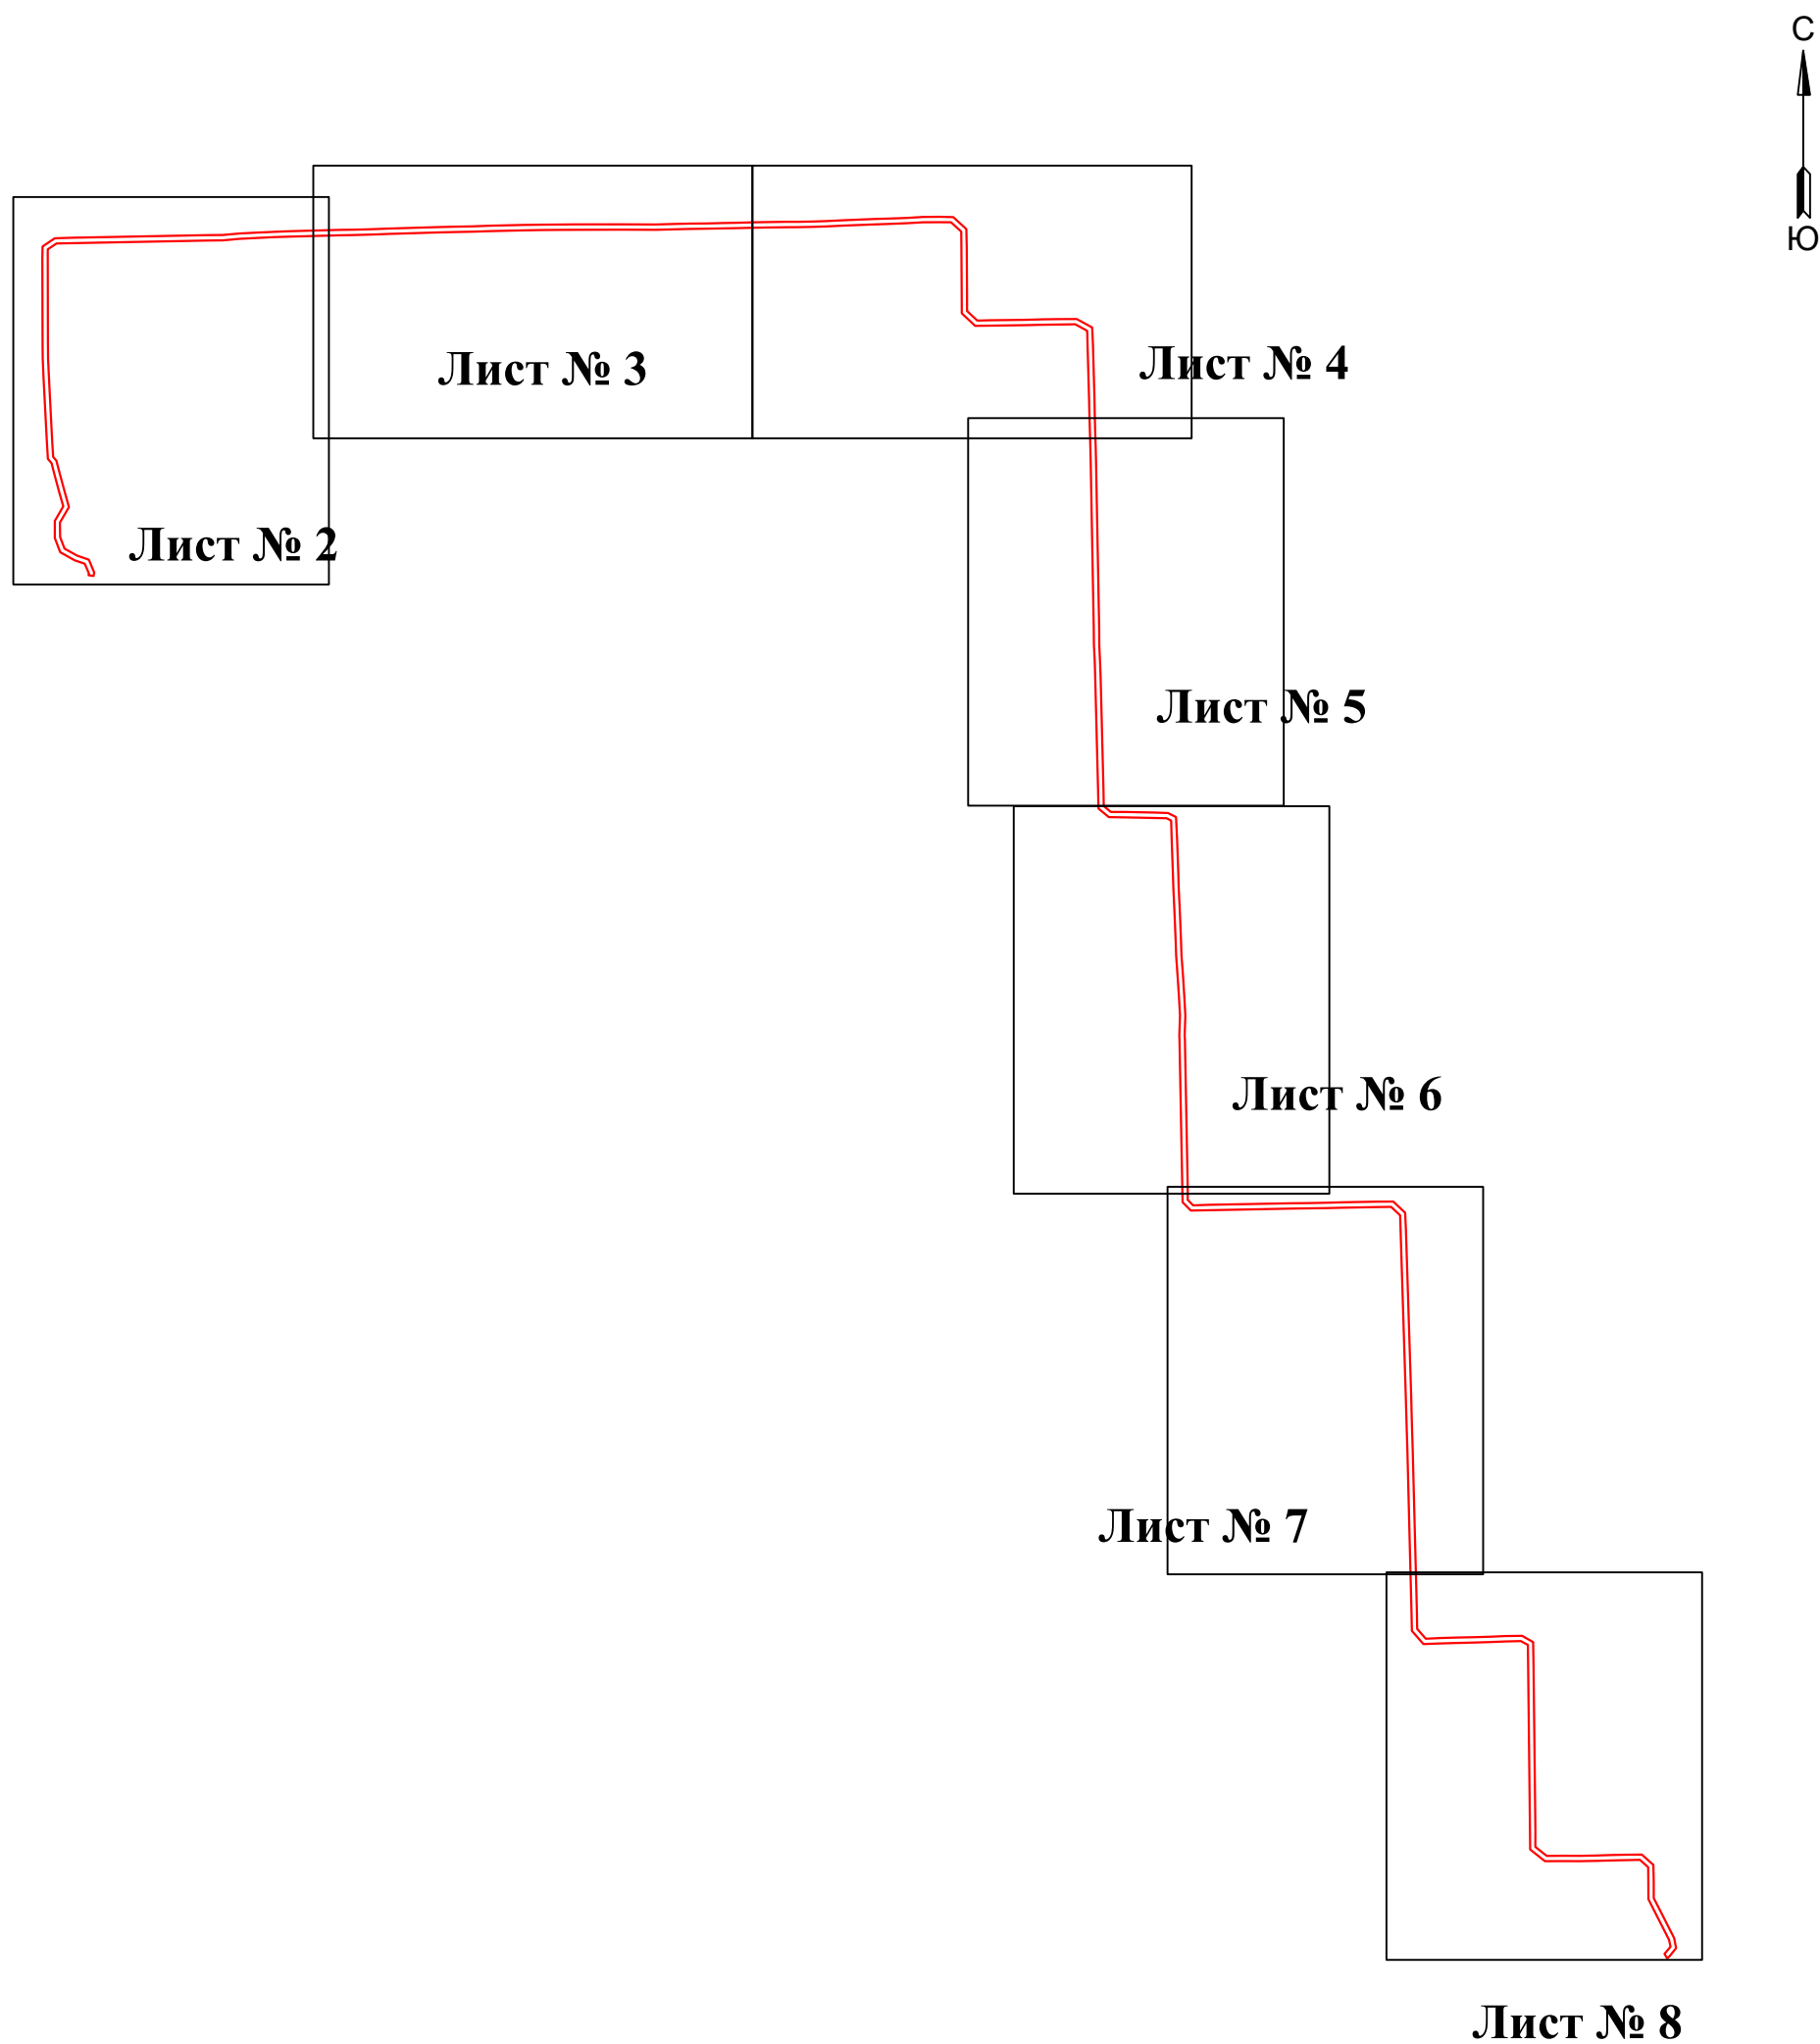 С
Ю
Лист № 3
Лист № 4
Лист № 2
Лист № 5
Лист № 6
Лист № 7
Лист № 8